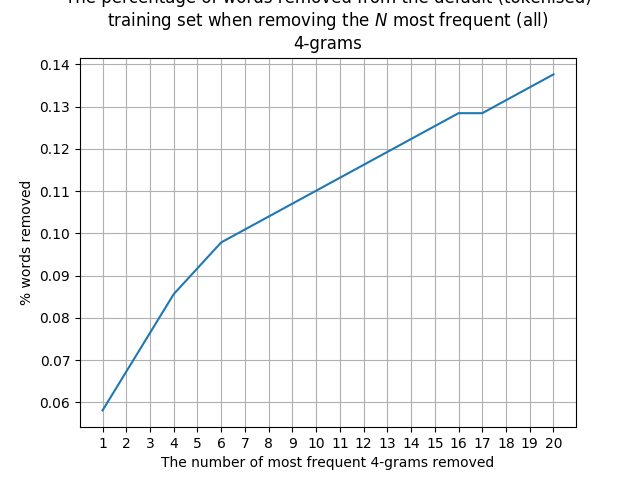 The percentage of words removed from the default (tokenised)
training set when removing the N most frequent (all)
4-grams
0.14
0.13
0.12
0.11
0.10
0.09
0.08
0.07
0.06
% words removed
1 2 3 4 5 6 7 8 9 10 11 12 13 14 15 16 17 18 19 20
The number of most frequent 4-grams removed